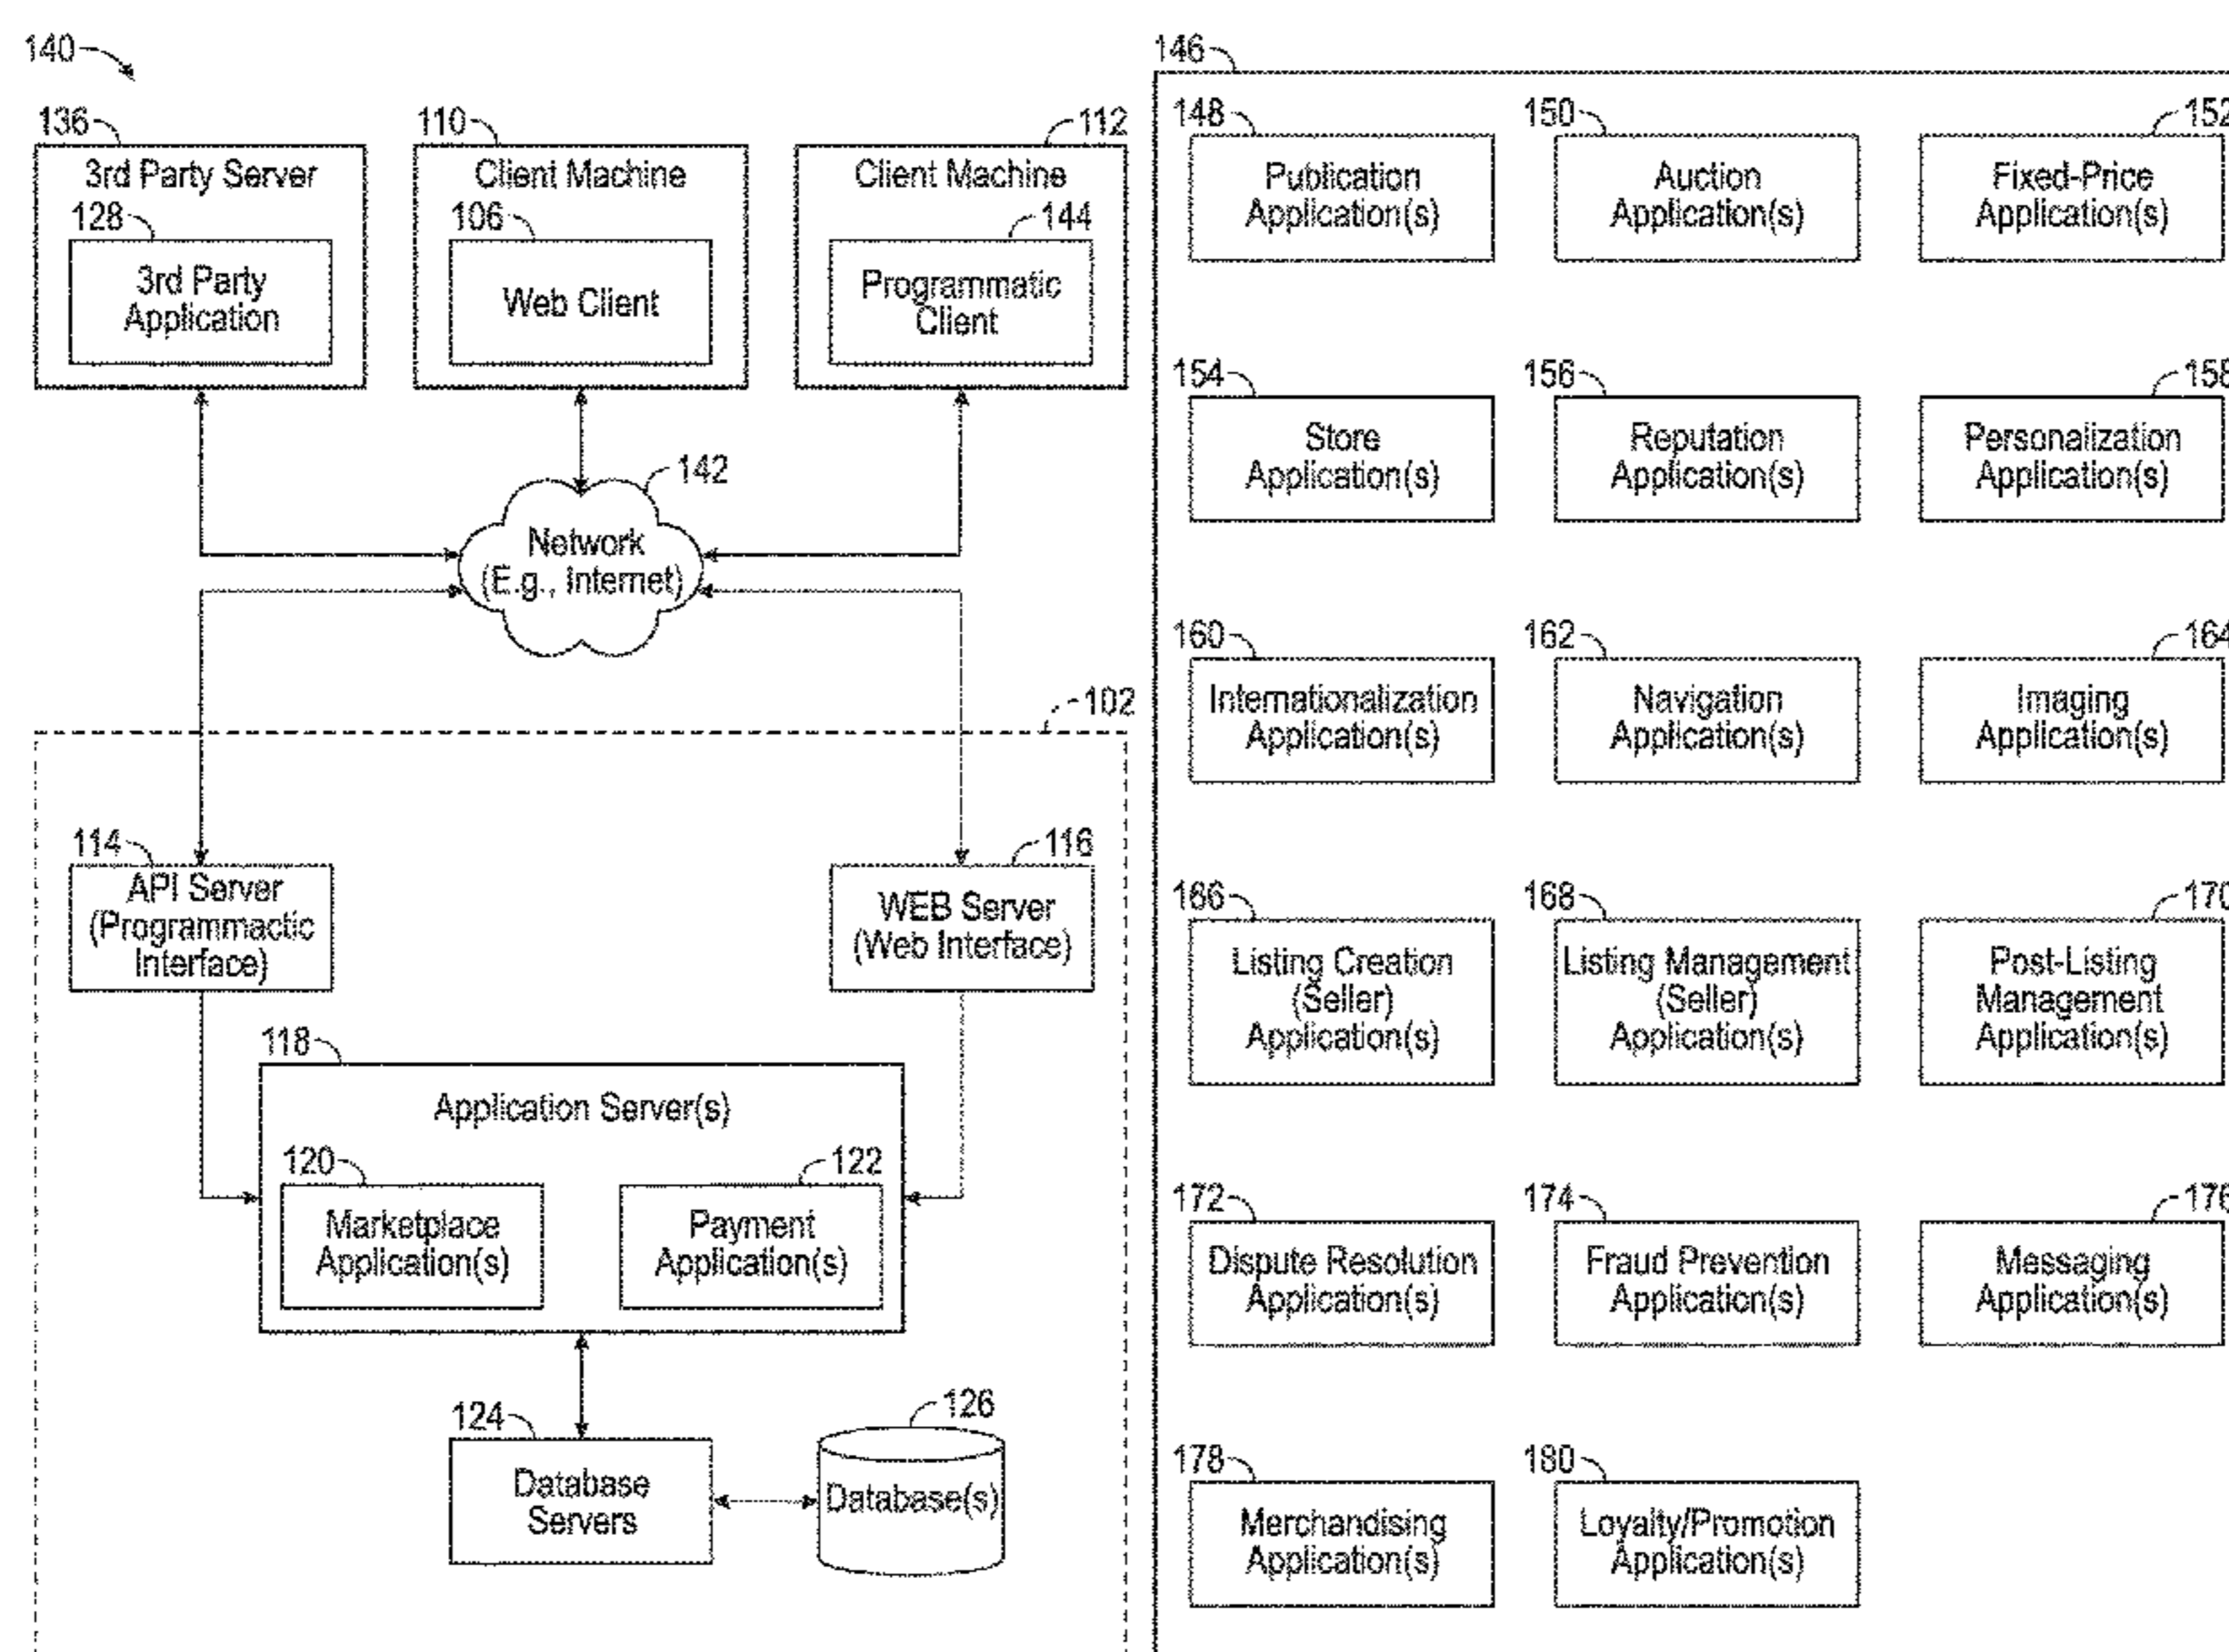 140
136
3rd Party Server
128
3rd Party
Application
110
Client Machine
106
Web Client
112
Client Machine
144
Programmatic
Client
142
Network
(E.g., Internet)
102
114
API Server
(Programmactic
Interface)
116
WEB Server
(Web Interface)
118
Application Server(s)
120
Marketplace
Application(s)
122
Payment
Application(s)
124
Database
Servers
126
Database(s)
146
148
Publication
Application(s)
150
Auction
Application(s)
152
Fixed-Price
Application(s)
154
Store
Application(s)
156
Reputation
Application(s)
158
Personalization
Application(s)
160
Internationalization
Application(s)
162
Navigation
Application(s)
164
Imaging
Application(s)
166
Listing Creation
(Seller)
Application(s)
168
Listing Management
(Seller)
Application(s)
170
Post-Listing
Management
Application(s)
172
Dispute Resolution
Application(s)
174
Fraud Prevention
Application(s)
176
Messaging
Application(s)
178
Merchandising
Application(s)
180
Loyalty/Promotion
Application(s)